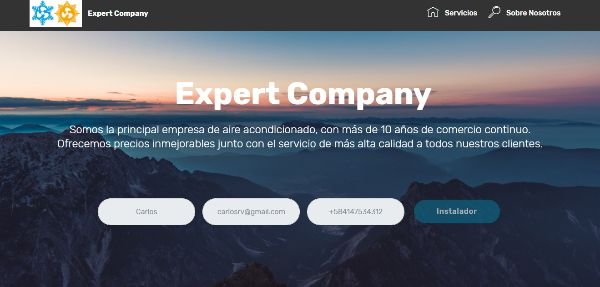 Expert Company
Servicios
Sobre Nosotros
Expert Company
Somos la principal empresa de aire acondicionado, con más de 10 años de comercio continuo.
Ofrecemos precios inmejorables junto con el servicio de más alta calidad a todos nuestros clientes.
Carlos
carlosrv@gmail.com
+584147534312
Instalador